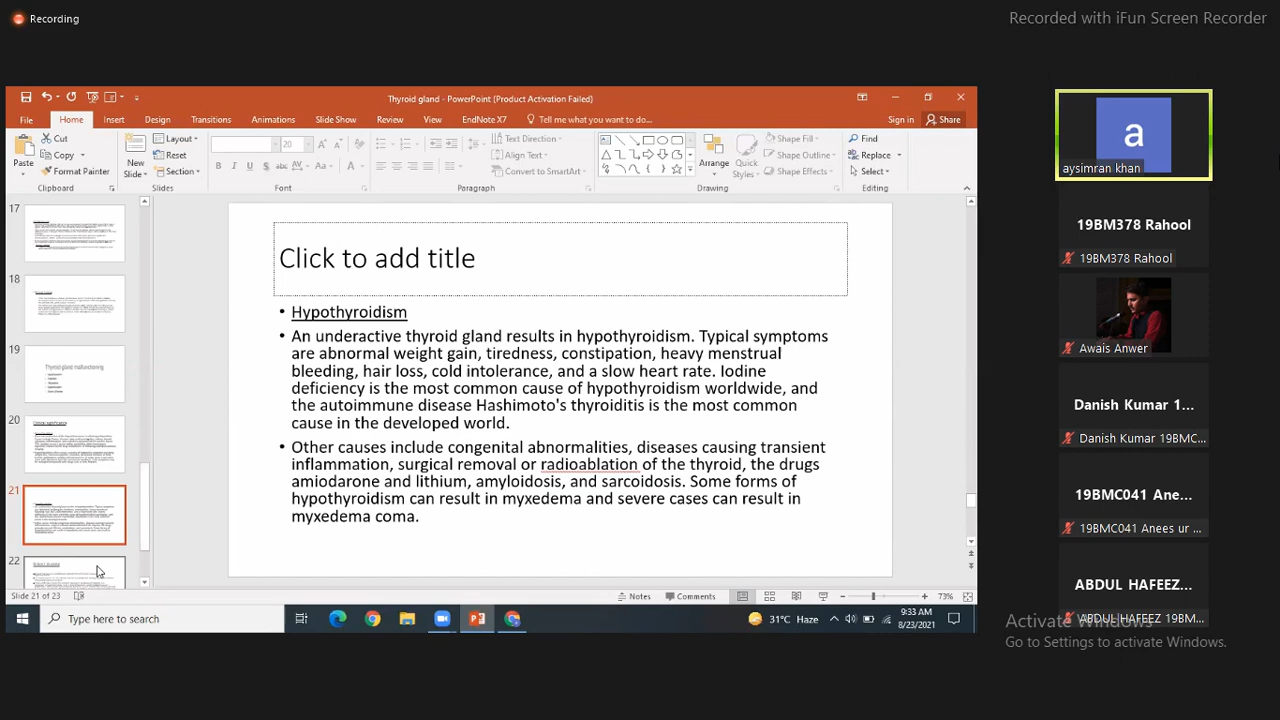 Recording
Recorded with iFun Screen Recorder
Thyroid gland - PowerPoint (Product Activation Failed)
File Home Insert Design Transitions Animations Slide Show Review View EndNote X7 Tell me what you want to do... Sign in Share
Paste
Cut
Copy
Format Painter
Clipboard
New
Slide
Layout
Reset
Section
Slides
20
Font
Text Direction
Align Text
Convert to SmartArt
Paragraph
Arrange
Quick
Styles
Shape Fill
Shape Outline
Shape Effects
Drawing
Find
Replace
Select
Editing
17
18
19
Thyroid gland malfunctioning
20
21
22
Click to add title
• Hypothyroidism
• An underactive thyroid gland results in hypothyroidism. Typical symptoms
are abnormal weight gain, tiredness, constipation, heavy menstrual
bleeding, hair loss, cold intolerance, and a slow heart rate. Iodine
deficiency is the most common cause of hypothyroidism worldwide, and
the autoimmune disease Hashimoto's thyroiditis is the most common
cause in the developed world.
• Other causes include congenital abnormalities, diseases causing transient
inflammation, surgical removal or radioablation of the thyroid, the drugs
amiodarone and lithium, amyloidosis, and sarcoidosis. Some forms of
hypothyroidism can result in myxedema and severe cases can result in
myxedema coma.
Slide 21 of 23
Notes Comments 73%
Type here to search
31°C Haze
9:33 AM
8/23/2021
a
aysimran khan
19BM378 Rahool
19BM378 Rahool
Awais Anwer
Danish Kumar 1...
Danish Kumar 19BMC...
19BMC041 Ane...
19BMC041 Anees ur ...
ABDUL HAFEEZ...
ABDUL HAFEEZ 19BM...
Activate Windows
Go to Settings to activate Windows.